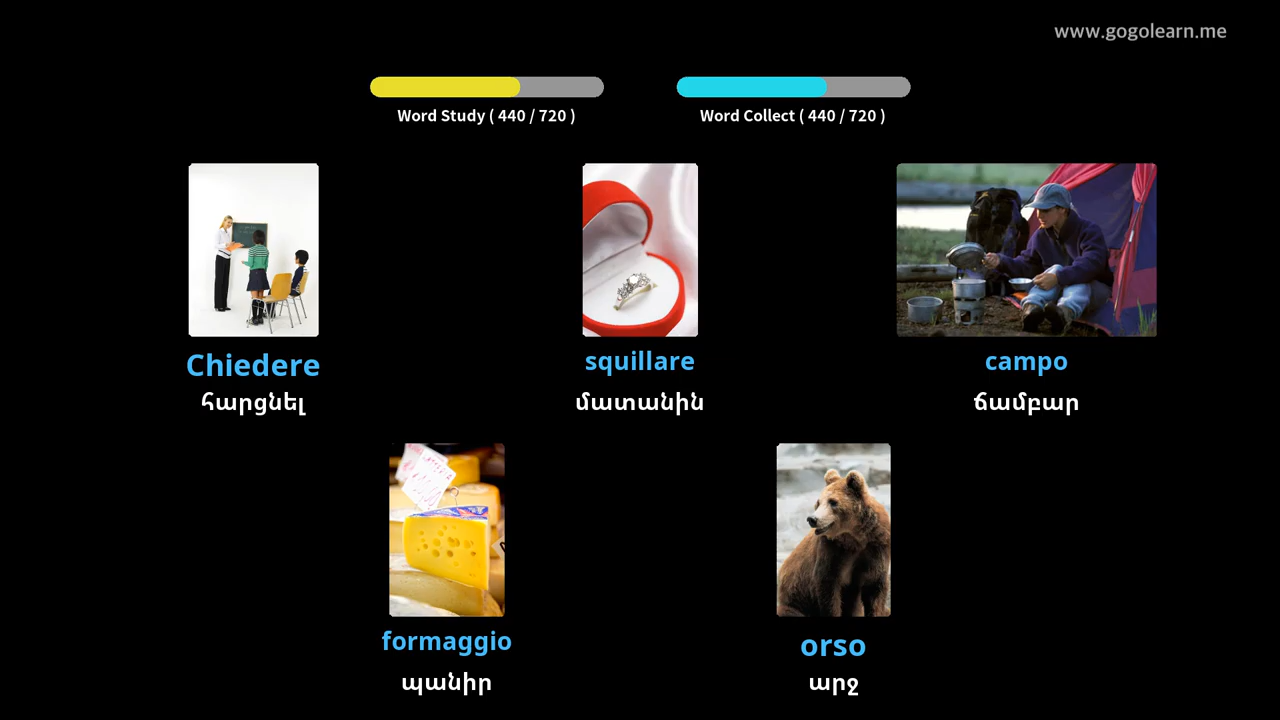 www.gogolearn.me
Word Study ( 440 / 720 )
Word Collect ( 440 / 720 )
Chiedere
հարցնել
squillare
մատանին
campo
ճամբար
formaggio
պանիր
orso
արջ